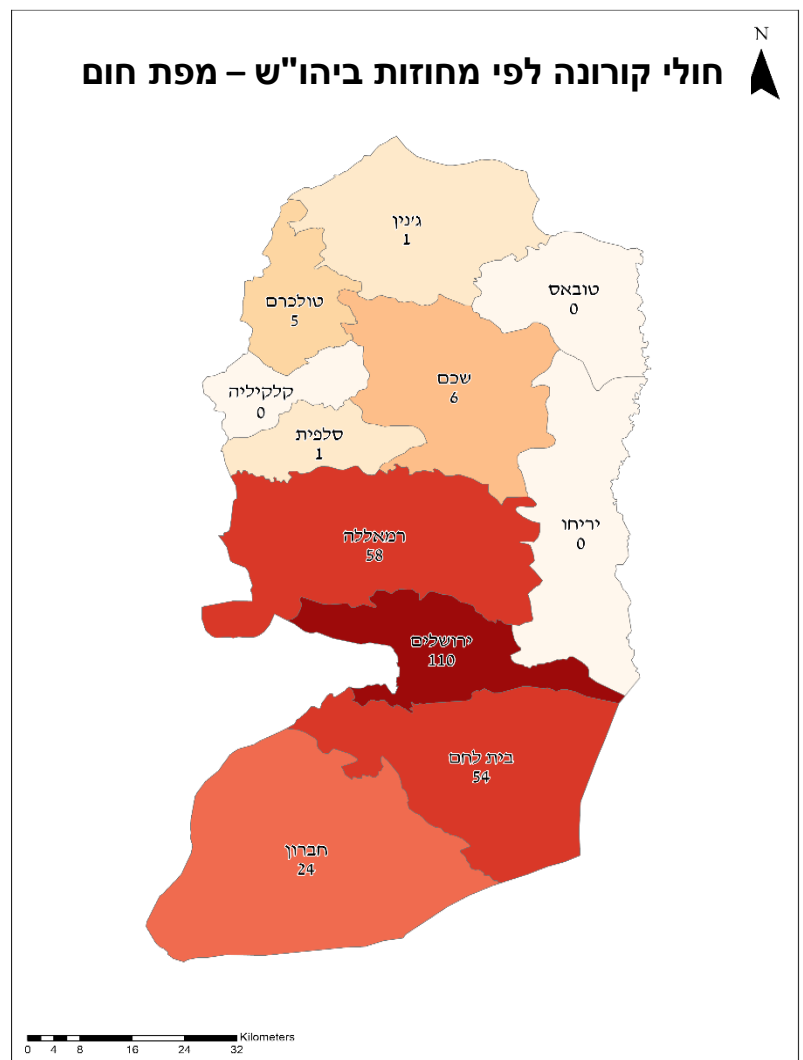 N
חולי קורונה לפי מחוזות ביהו"ש – מפת חום
ג'נין
1
טובאס
0
טולכרם
5
שכם
6
קלקיליה
0
סלפית
1
יריחו
0
רמאללה
58
ירושלים
110
בית לחם
54
חברון
24
Kilometers
0 4 8 16 24 32